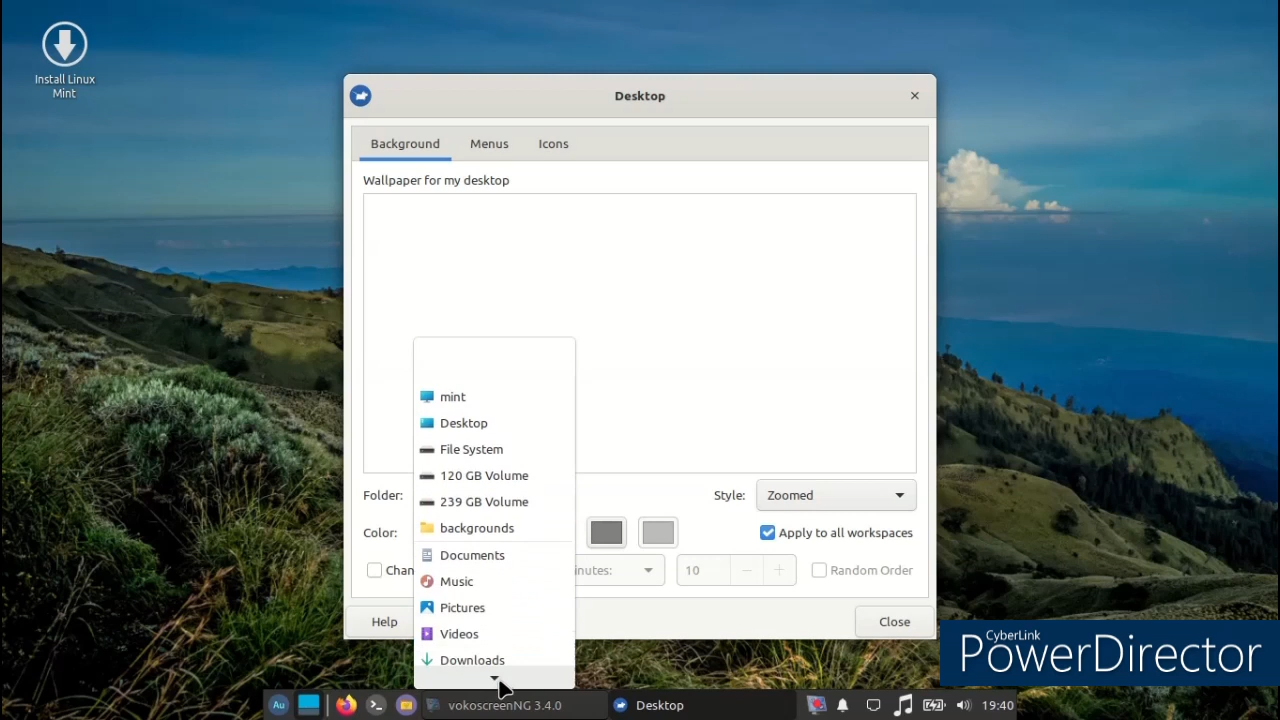 Install Linux
Mint
Desktop
Background Menus Icons
Wallpaper for my desktop
mint
Desktop
File System
120 GB Volume
239 GB Volume
backgrounds
Documents
Music
Pictures
Videos
Downloads
Folder:
Style: Zoomed
Color:
Apply to all workspaces
Chan
inutes:
10
Random Order
Help
Close
CyberLink
PowerDirector
Au
vokoscreenNG 3.4.0
Desktop
19:40